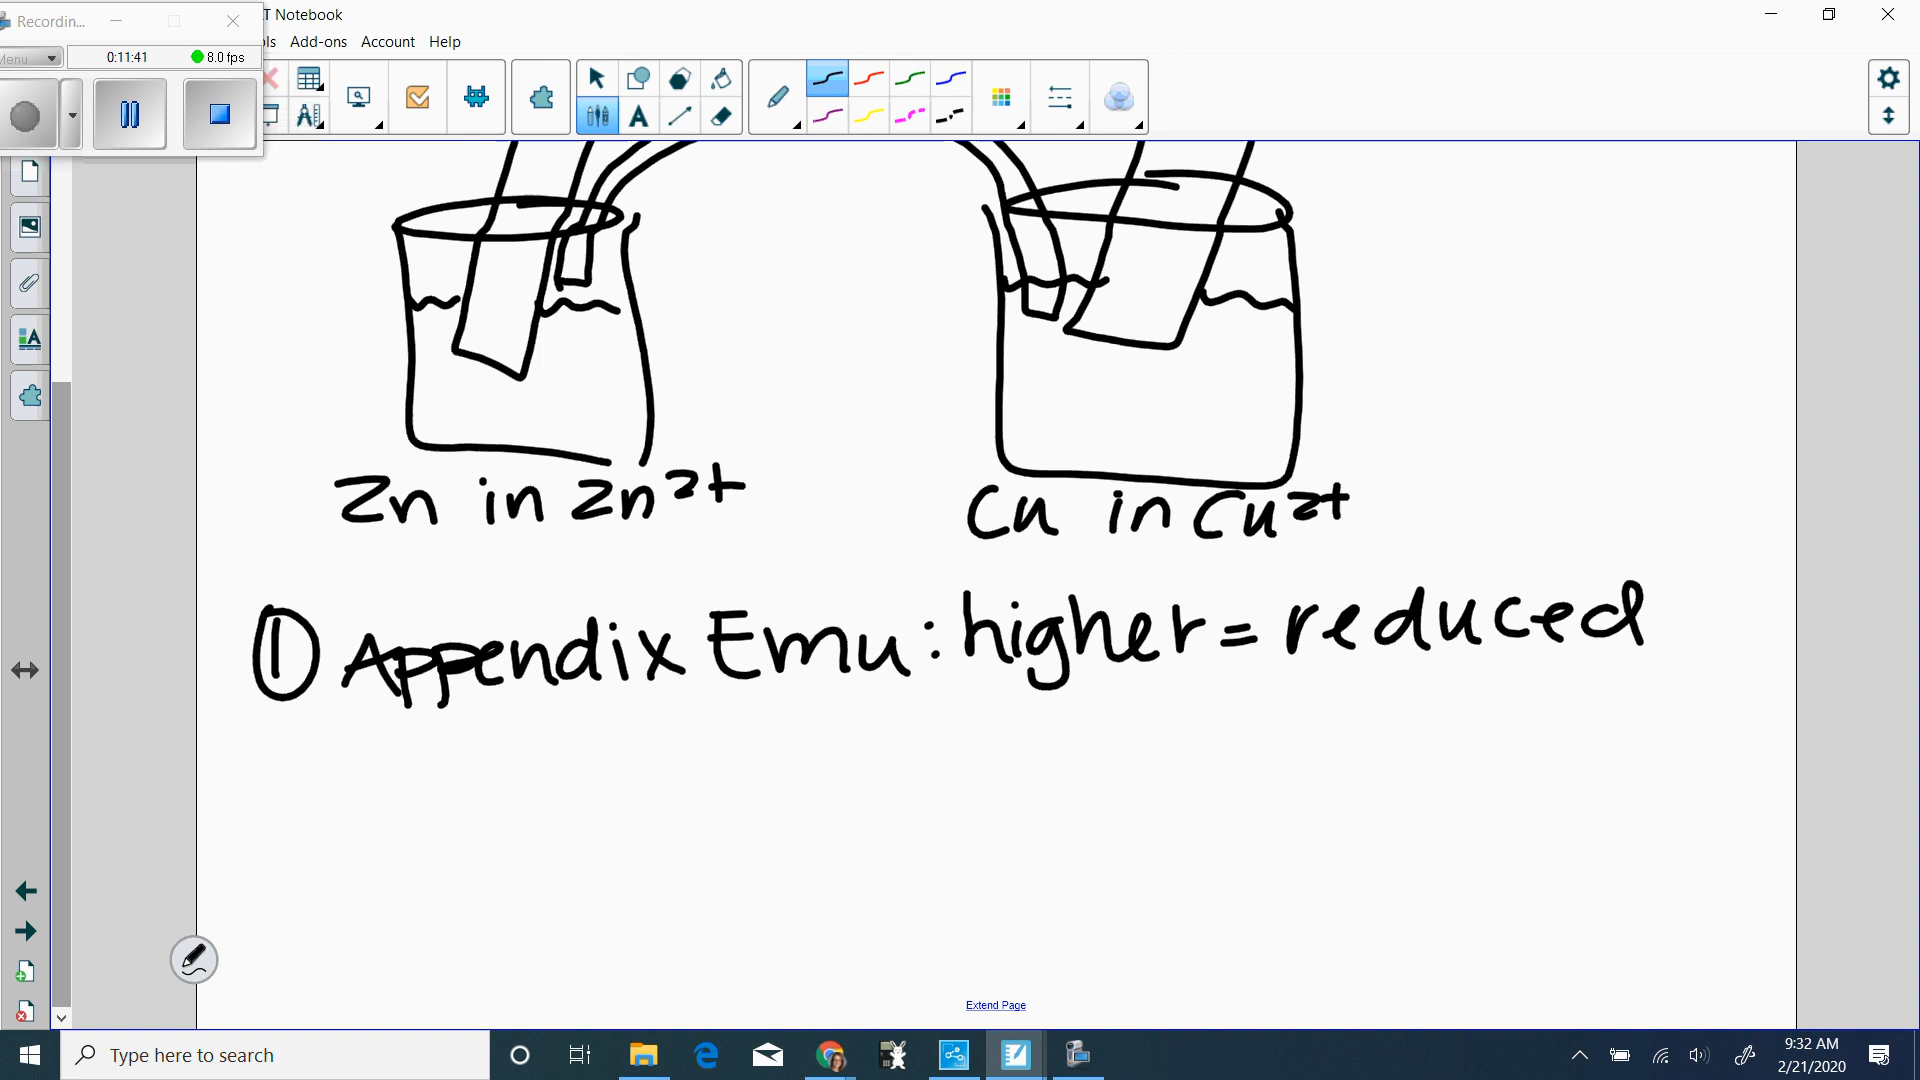 Recordin...
T Notebook
Menu
0:11:41
8.0 fps
ls Add-ons Account Help
Zn in Zn²⁺
Cu in Cu²⁺
① Appendix Emu: higher = reduced
Extend Page
Type here to search
9:32 AM
2/21/2020